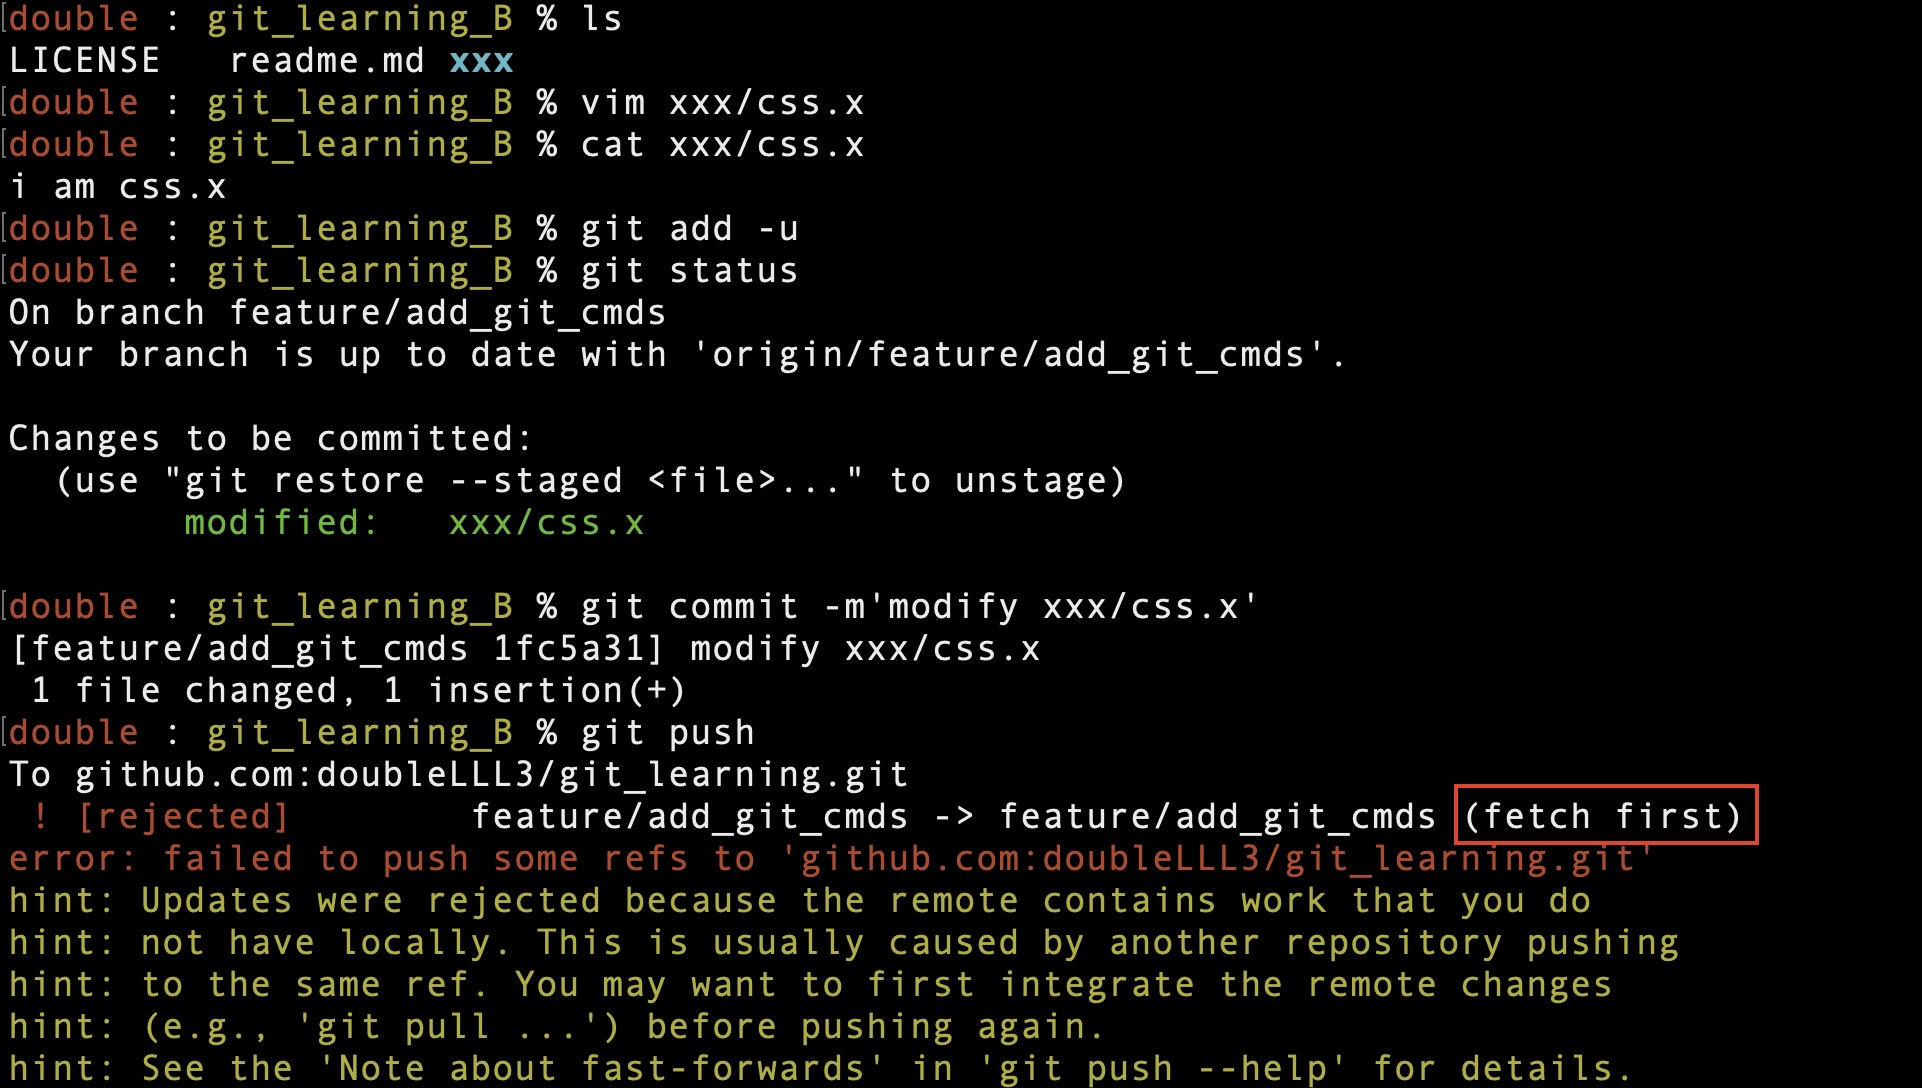 double : git_learning_B % ls
LICENSE   readme.md xxx
double : git_learning_B % vim xxx/css.x
double : git_learning_B % cat xxx/css.x
i am css.x
double : git_learning_B % git add -u
double : git_learning_B % git status
On branch feature/add_git_cmds
Your branch is up to date with 'origin/feature/add_git_cmds'.
Changes to be committed:
  (use "git restore --staged <file>..." to unstage)
        modified:   xxx/css.x
double : git_learning_B % git commit -m'modify xxx/css.x'
[feature/add_git_cmds 1fc5a31] modify xxx/css.x
 1 file changed, 1 insertion(+)
double : git_learning_B % git push
To github.com:doubleLLL3/git_learning.git
 ! [rejected]        feature/add_git_cmds -> feature/add_git_cmds (fetch first)
error: failed to push some refs to 'github.com:doubleLLL3/git_learning.git'
hint: Updates were rejected because the remote contains work that you do
hint: not have locally. This is usually caused by another repository pushing
hint: to the same ref. You may want to first integrate the remote changes
hint: (e.g., 'git pull ...') before pushing again.
hint: See the 'Note about fast-forwards' in 'git push --help' for details.